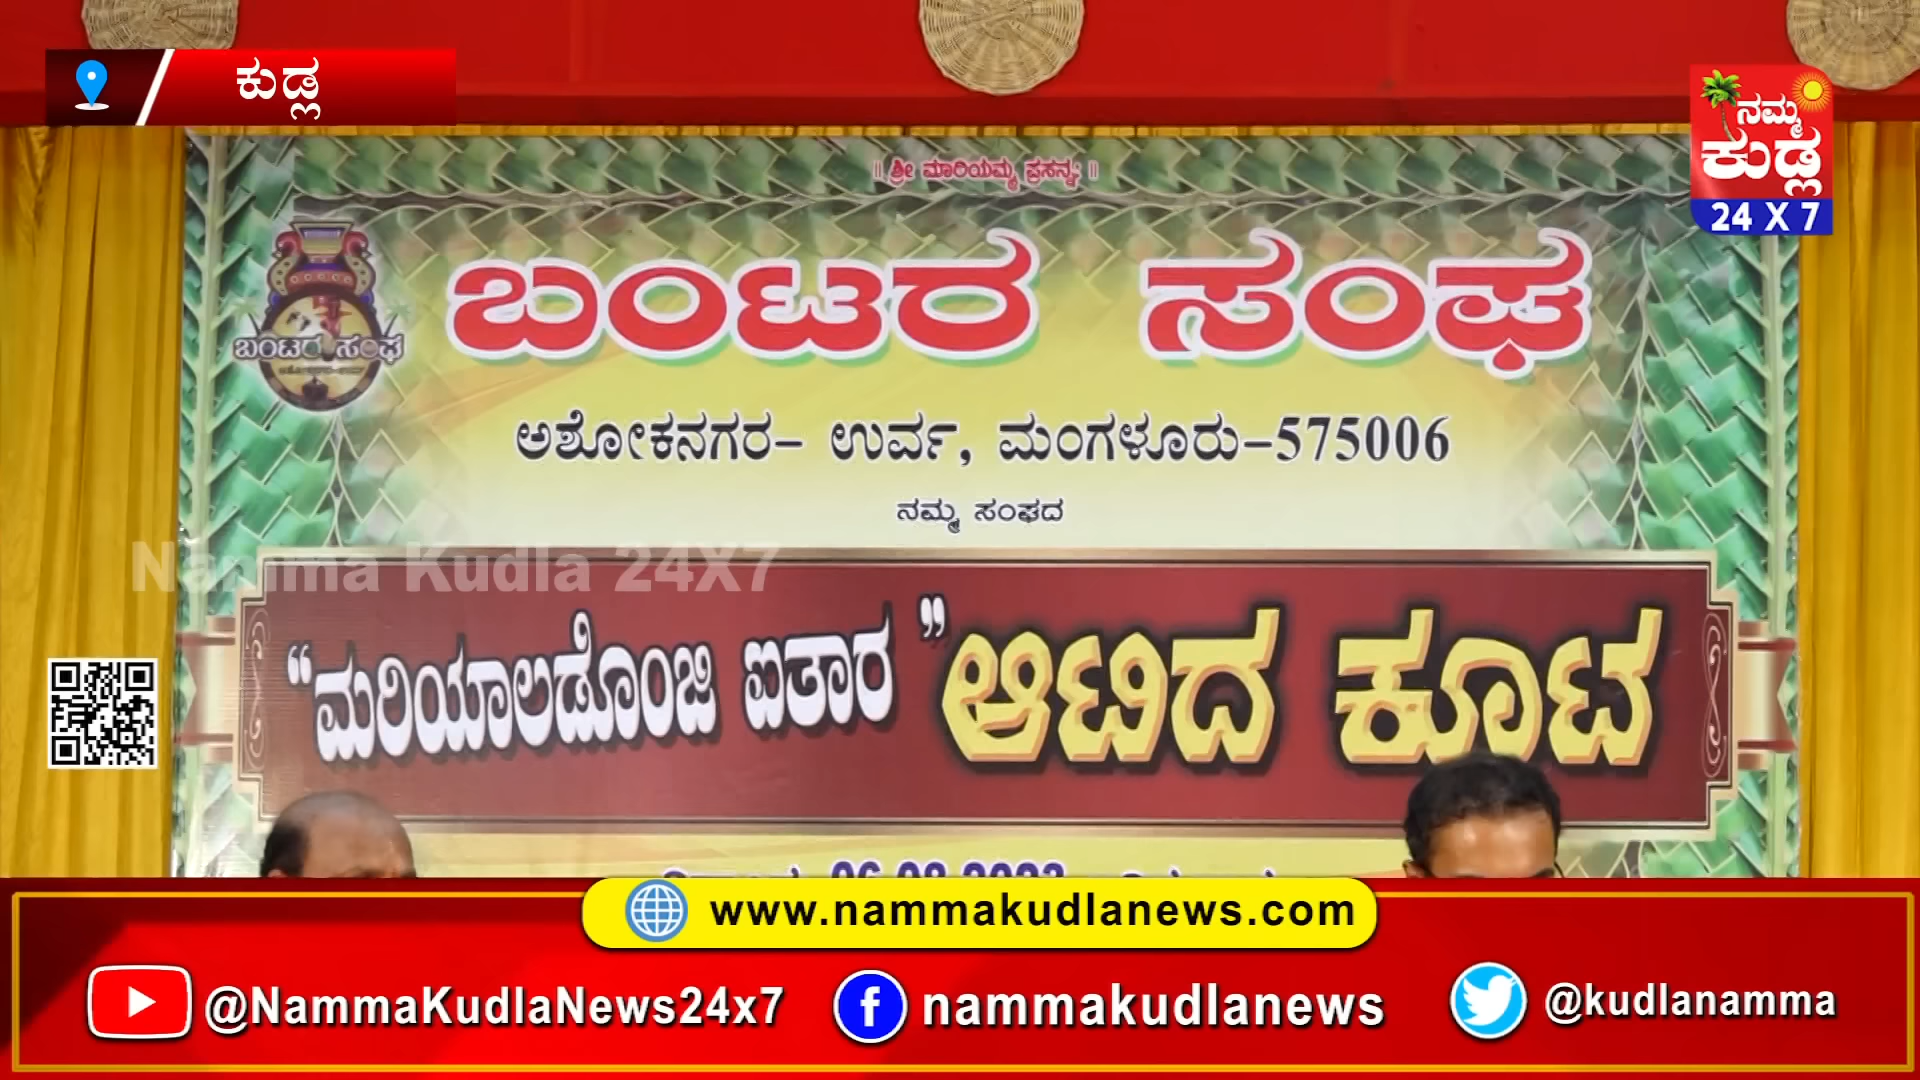 ಕುಡ್ಲ
ನಮ್ಮ
ಕುಡ್ಲ
24 X 7
॥ ಶ್ರೀ ಮಾರಿಯಮ್ಮ ಪ್ರಸನ್ನಃ ॥
ಬಂಟರ ಸಂಘ
ಬಂಟರ ಸಂಘ
ಅಶೋಕನಗರ- ಉರ್ವ, ಮಂಗಳೂರು-575006
ನಮ್ಮ ಸಂಘದ
Namma Kudla 24X7
“ಮರಿಯಾಲಡೊಂಜಿ ಐತಾರ ” ಆಟಿದ ಕೂಟ
www.nammakudlanews.com
@NammaKudlaNews24x7
nammakudlanews
@kudlanamma